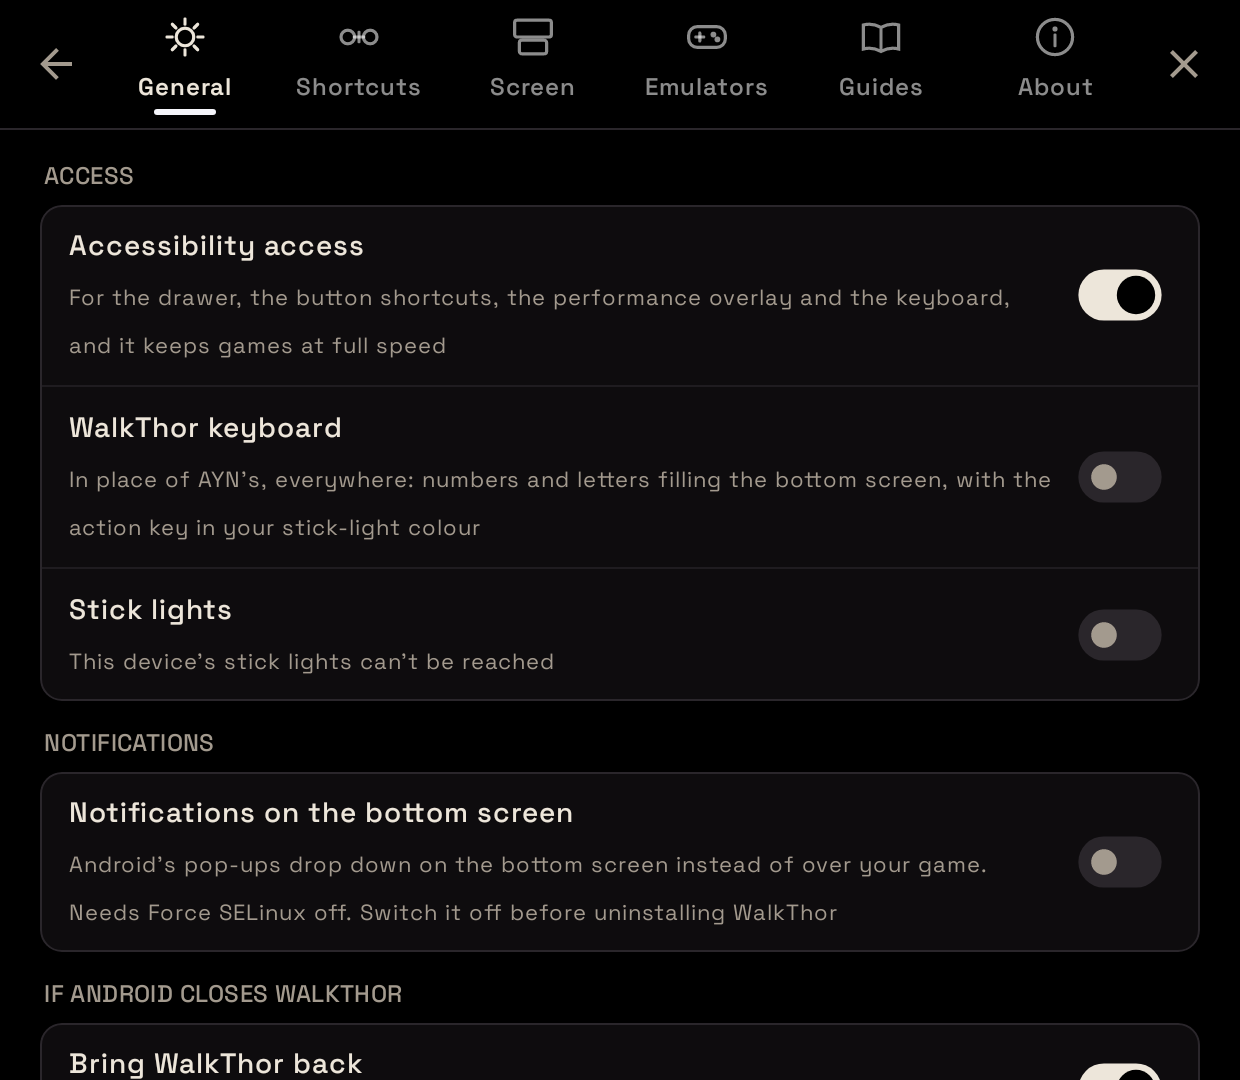 General
Shortcuts
Screen
Emulators
Guides
About
ACCESS
Accessibility access
For the drawer, the button shortcuts, the performance overlay and the keyboard,
and it keeps games at full speed
WalkThor keyboard
In place of AYN’s, everywhere: numbers and letters filling the bottom screen, with the
action key in your stick-light colour
Stick lights
This device’s stick lights can’t be reached
NOTIFICATIONS
Notifications on the bottom screen
Android’s pop-ups drop down on the bottom screen instead of over your game.
Needs Force SELinux off. Switch it off before uninstalling WalkThor
IF ANDROID CLOSES WALKTHOR
Bring WalkThor back